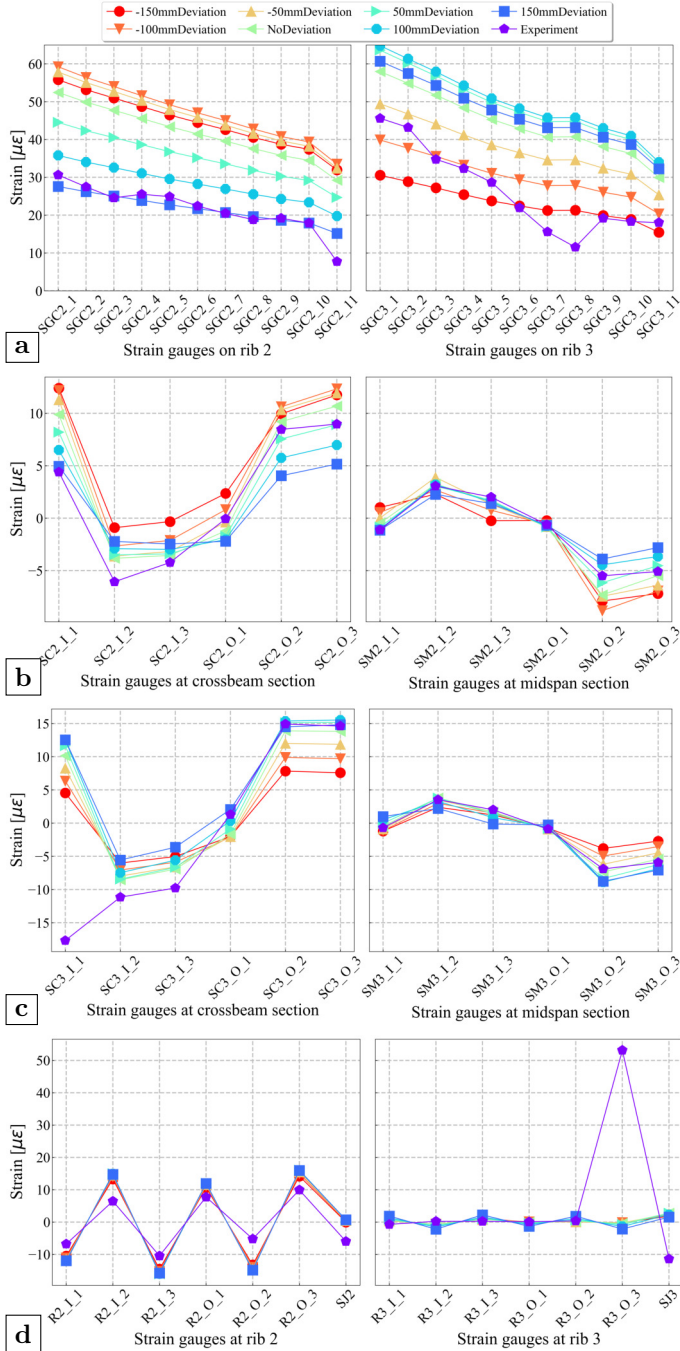 -150mmDeviation -50mmDeviation 50mmDeviation 150mmDeviation
-100mmDeviation NoDeviation 100mmDeviation Experiment
60
50
40
30
20
10
0
Strain [με]
SGC2_1 SGC2_2 SGC2_3 SGC2_4 SGC2_5 SGC2_6 SGC2_7 SGC2_8 SGC2_9 SGC2_10 SGC2_11
SGC3_1 SGC3_2 SGC3_3 SGC3_4 SGC3_5 SGC3_6 SGC3_7 SGC3_8 SGC3_9 SGC3_10 SGC3_11
a
Strain gauges on rib 2 Strain gauges on rib 3
10
5
0
−5
Strain [με]
SC2_I_1 SC2_I_2 SC2_I_3 SC2_O_1 SC2_O_2 SC2_O_3
SM2_I_1 SM2_I_2 SM2_I_3 SM2_O_1 SM2_O_2 SM2_O_3
b
Strain gauges at crossbeam section Strain gauges at midspan section
15
10
5
0
−5
−10
−15
Strain [με]
SC3_I_1 SC3_I_2 SC3_I_3 SC3_O_1 SC3_O_2 SC3_O_3
SM3_I_1 SM3_I_2 SM3_I_3 SM3_O_1 SM3_O_2 SM3_O_3
c
Strain gauges at crossbeam section Strain gauges at midspan section
50
40
30
20
10
0
−10
Strain [με]
R2_I_1 R2_I_2 R2_I_3 R2_O_1 R2_O_2 R2_O_3 SJ2
R3_I_1 R3_I_2 R3_I_3 R3_O_1 R3_O_2 R3_O_3 SJ3
d
Strain gauges at rib 2 Strain gauges at rib 3